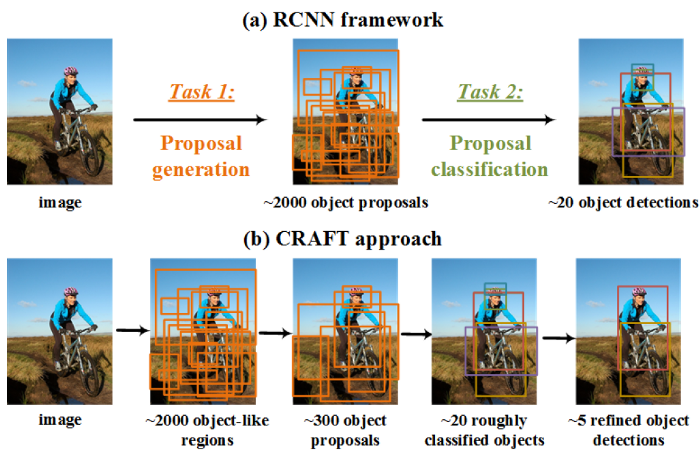 (a) RCNN framework
Task 1:
Proposal
generation
Task 2:
Proposal
classification
image
~2000 object proposals
~20 object detections
(b) CRAFT approach
image
~2000 object-like
regions
~300 object
proposals
~20 roughly
classified objects
~5 refined object
detections